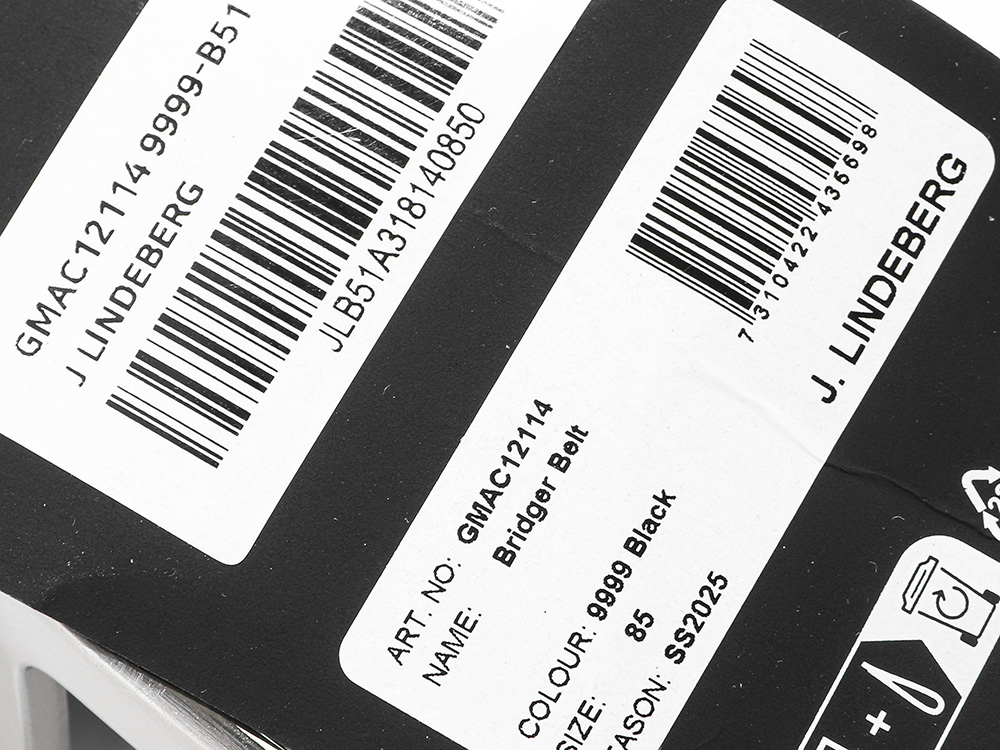 GMAC12114 9999-B51
J LINDEBERG
JLB51A318140850
7 310422 436698
J. LINDEBERG
ART. NO: GMAC12114
NAME: Bridger Belt
COLOUR: 9999 Black
SIZE: 85
EASON: SS2025
+